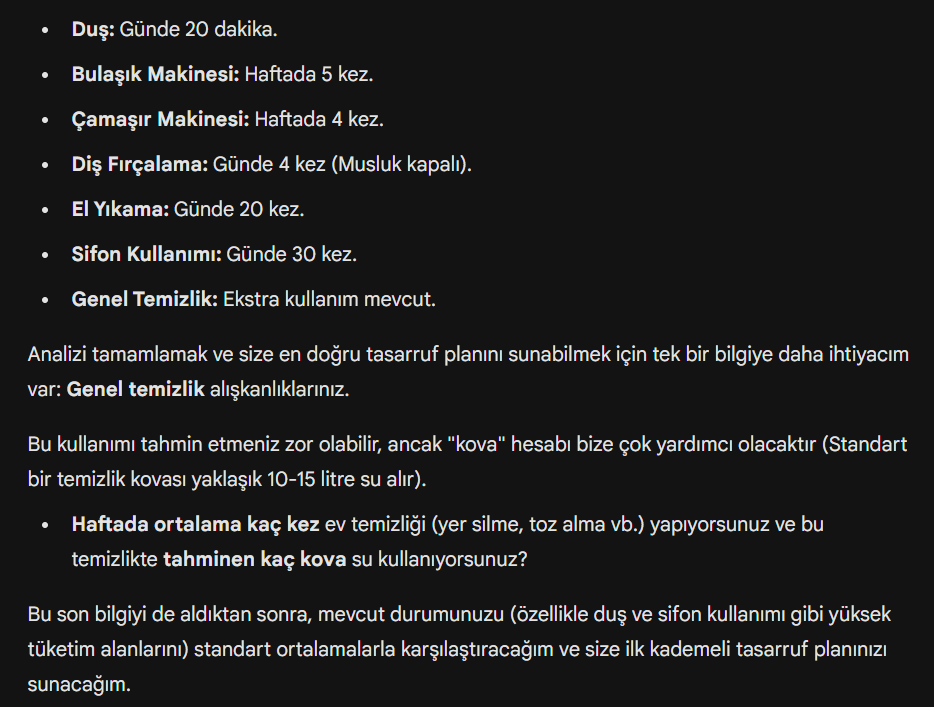 • Duş: Günde 20 dakika.
• Bulaşık Makinesi: Haftada 5 kez.
• Çamaşır Makinesi: Haftada 4 kez.
• Diş Fırçalama: Günde 4 kez (Musluk kapalı).
• El Yıkama: Günde 20 kez.
• Sifon Kullanımı: Günde 30 kez.
• Genel Temizlik: Ekstra kullanım mevcut.
Analizi tamamlamak ve size en doğru tasarruf planını sunabilmek için tek bir bilgiye daha ihtiyacım
var: Genel temizlik alışkanlıklarınız.
Bu kullanımı tahmin etmeniz zor olabilir, ancak "kova" hesabı bize çok yardımcı olacaktır (Standart
bir temizlik kovası yaklaşık 10-15 litre su alır).
• Haftada ortalama kaç kez ev temizliği (yer silme, toz alma vb.) yapıyorsunuz ve bu
temizlikte tahminen kaç kova su kullanıyorsunuz?
Bu son bilgiyi de aldıktan sonra, mevcut durumunuzu (özellikle duş ve sifon kullanımı gibi yüksek
tüketim alanlarını) standart ortalamalarla karşılaştıracağım ve size ilk kademeli tasarruf planınızı
sunacağım.